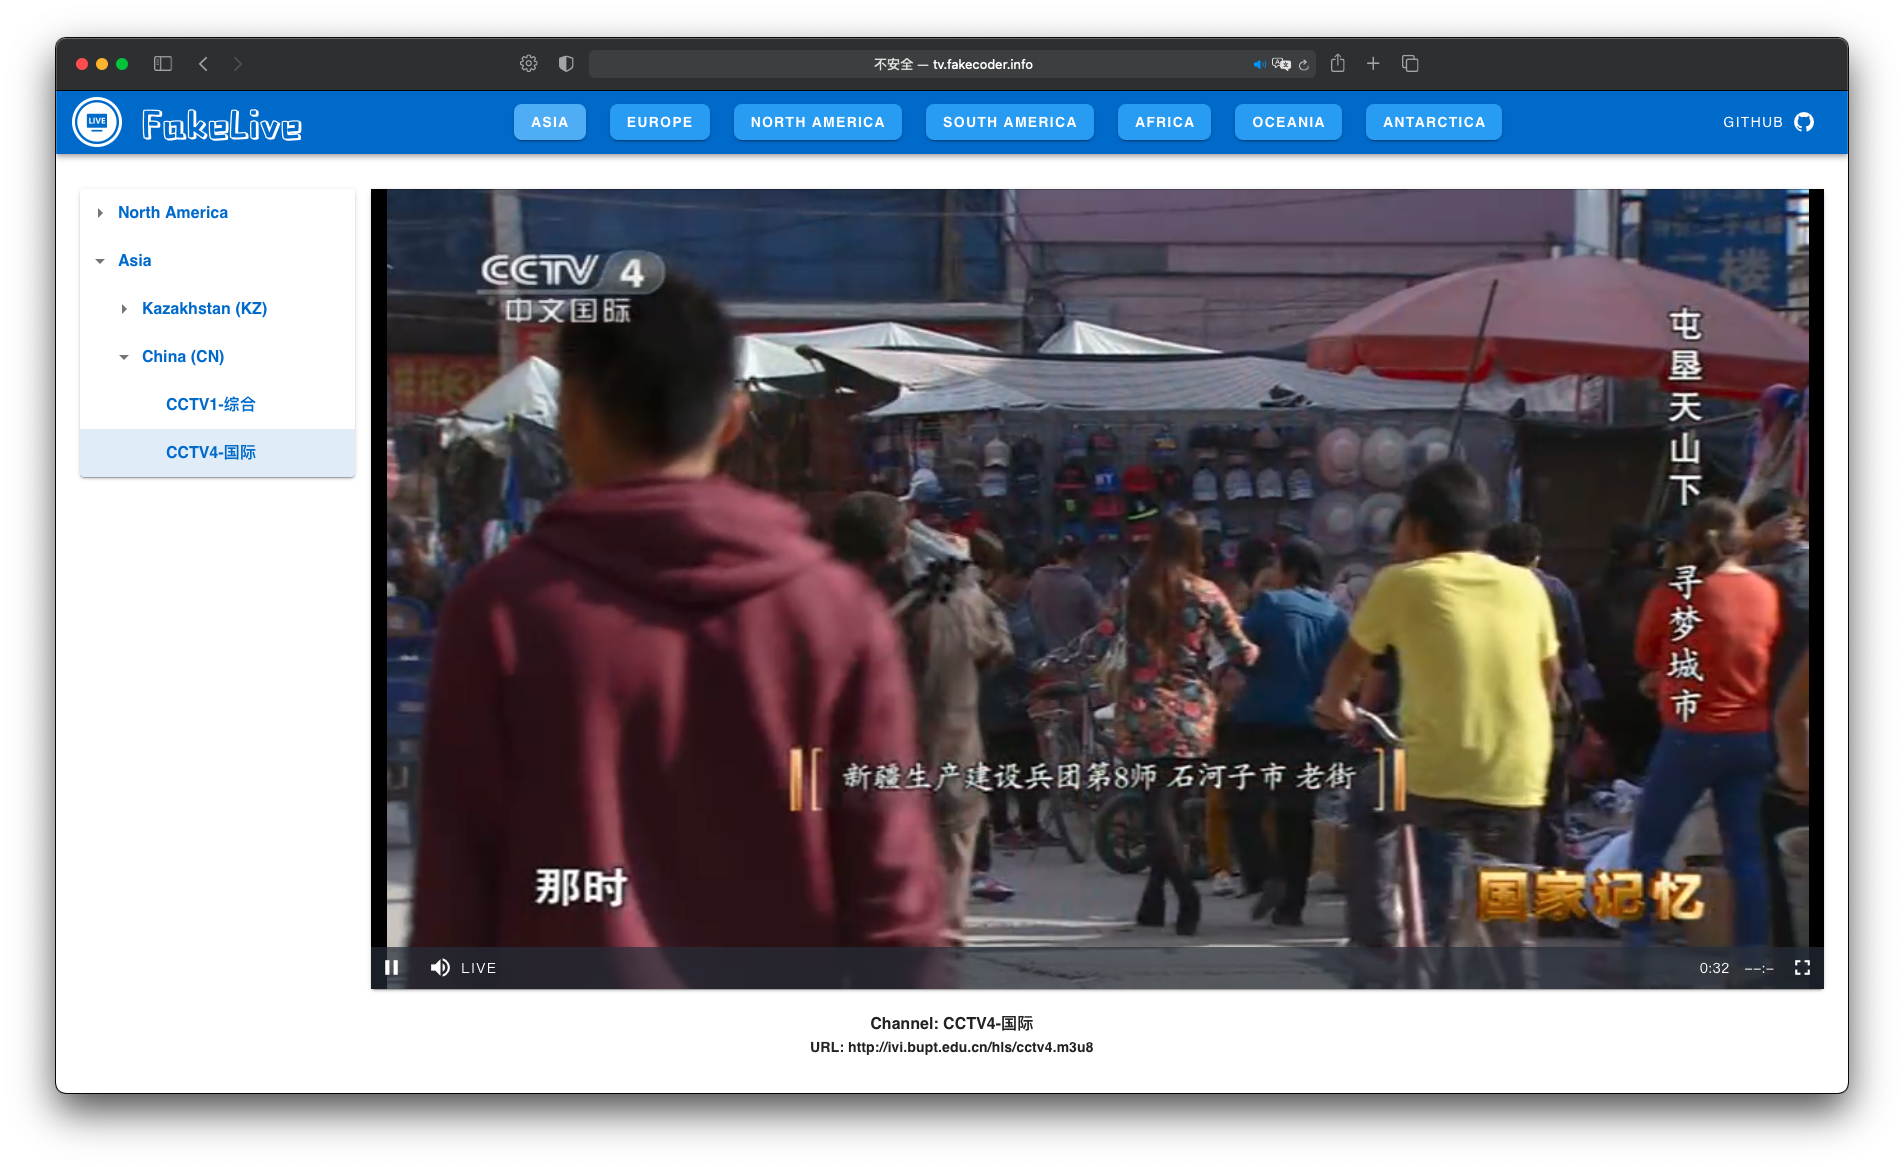 不安全 — tv.fakecoder.info
LIVE
FakeLive
ASIA
EUROPE
NORTH AMERICA
SOUTH AMERICA
AFRICA
OCEANIA
ANTARCTICA
GITHUB
North America
Asia
Kazakhstan (KZ)
China (CN)
CCTV1-综合
CCTV4-国际
CCTV 4
中文国际
楼
屯垦天山下 寻梦城市
新疆生产建设兵团第8师 石河子市 老街
那时
国家记忆
LIVE
0:32
--:-
Channel: CCTV4-国际
URL: http://ivi.bupt.edu.cn/hls/cctv4.m3u8